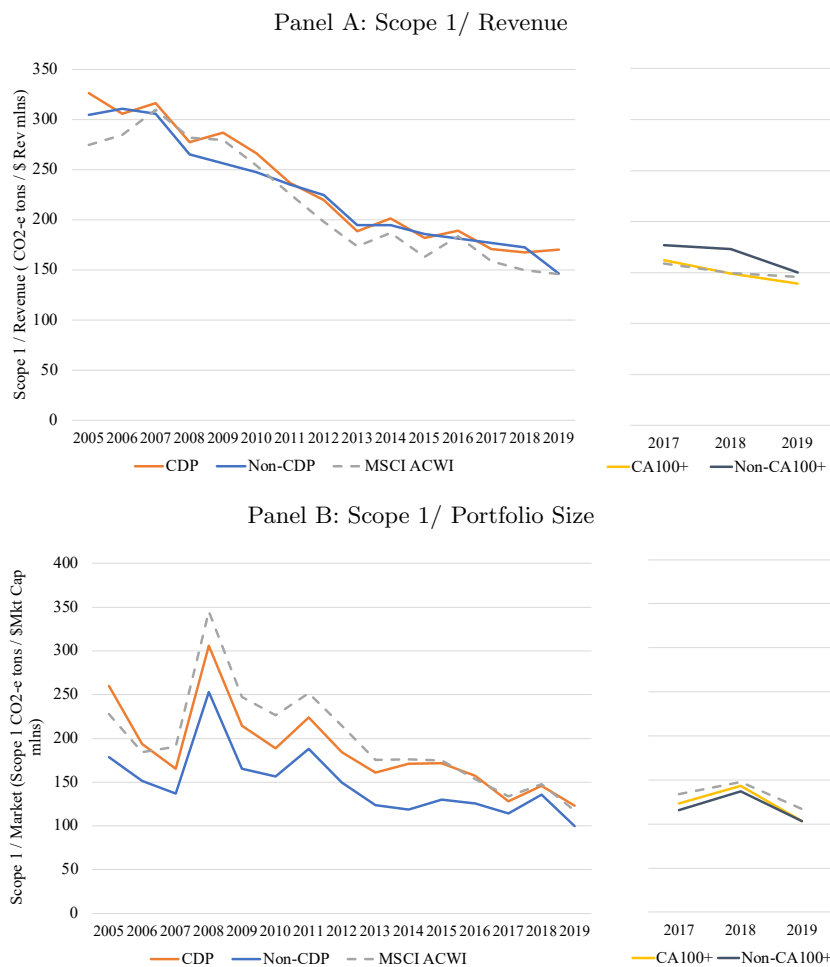 Panel A: Scope 1/ Revenue
Scope 1 / Revenue ( CO2-e tons / $ Rev mlns)
350
300
250
200
150
100
50
0
2005 2006 2007 2008 2009 2010 2011 2012 2013 2014 2015 2016 2017 2018 2019
CDP Non-CDP MSCI ACWI
2017 2018 2019
CA100+ Non-CA100+
Panel B: Scope 1/ Portfolio Size
Scope 1 / Market (Scope 1 CO2-e tons / $Mkt Cap
mlns)
400
350
300
250
200
150
100
50
0
2005 2006 2007 2008 2009 2010 2011 2012 2013 2014 2015 2016 2017 2018 2019
CDP Non-CDP MSCI ACWI
2017 2018 2019
CA100+ Non-CA100+